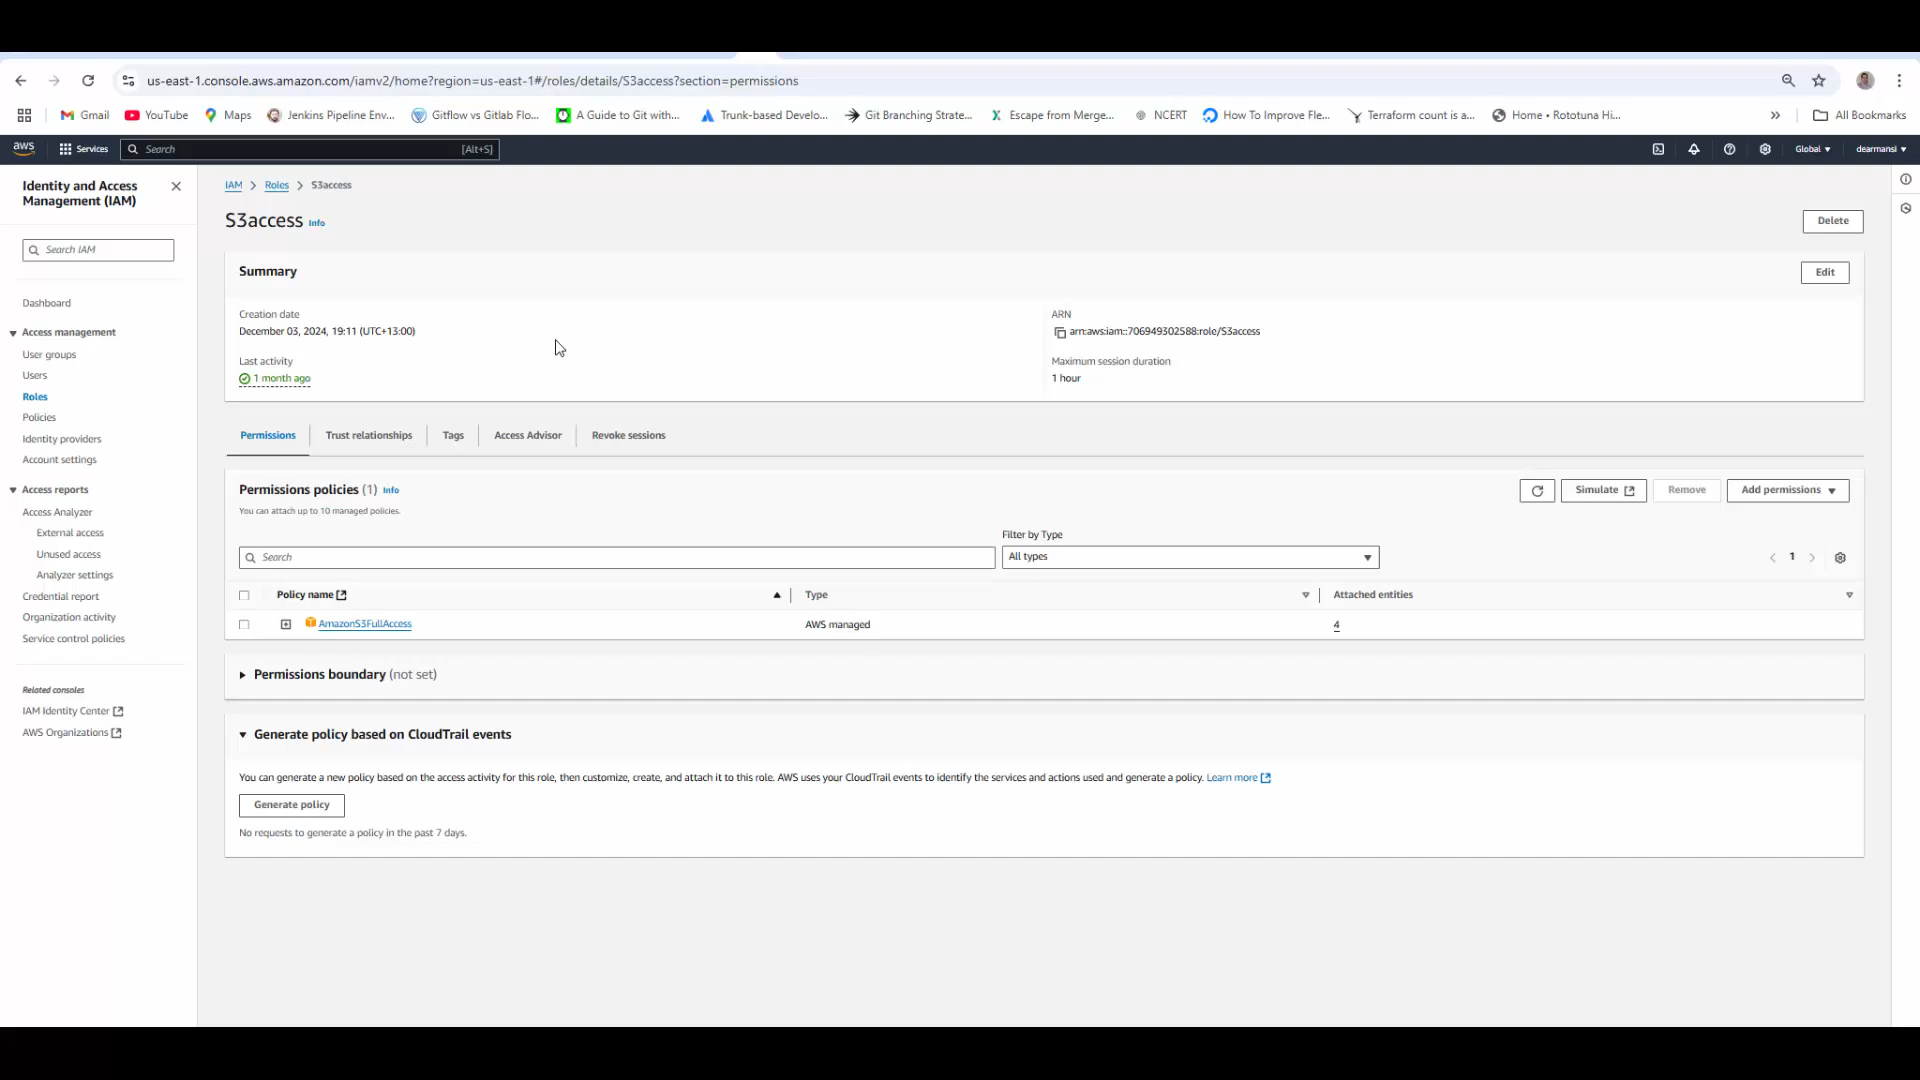 us-east-1.console.aws.amazon.com/iamv2/home?region=us-east-1#/roles/details/S3access?section=permissions
Gmail YouTube Maps Jenkins Pipeline Env... Gitflow vs Gitlab Flo... A Guide to Git with... Trunk-based Develo... Git Branching Strate... Escape from Merge... NCERT How To Improve Fle... Terraform count is a... Home • Rotortuna Hi... » All Bookmarks
aws Services Search [Alt+S] Global dearmansi
Identity and Access
Management (IAM)
Search IAM
Dashboard
Access management
User groups
Users
Roles
Policies
Identity providers
Account settings
Access reports
Access Analyzer
External access
Unused access
Analyzer settings
Credential report
Organization activity
Service control policies
Related consoles
IAM Identity Center
AWS Organizations
IAM > Roles > S3access
S3access Info
Delete
Summary
Edit
Creation date
December 03, 2024, 19:11 (UTC+13:00)
ARN
arn:aws:iam::706949302588:role/S3access
Last activity
1 month ago
Maximum session duration
1 hour
Permissions Trust relationships Tags Access Advisor Revoke sessions
Permissions policies (1) Info
You can attach up to 10 managed policies.
Simulate Remove Add permissions
Filter by Type
Search
All types
1
Policy name Type Attached entities
AmazonS3FullAccess AWS managed 4
Permissions boundary (not set)
Generate policy based on CloudTrail events
You can generate a new policy based on the access activity for this role, then customize, create, and attach it to this role. AWS uses your CloudTrail events to identify the services and actions used and generate a policy. Learn more
Generate policy
No requests to generate a policy in the past 7 days.